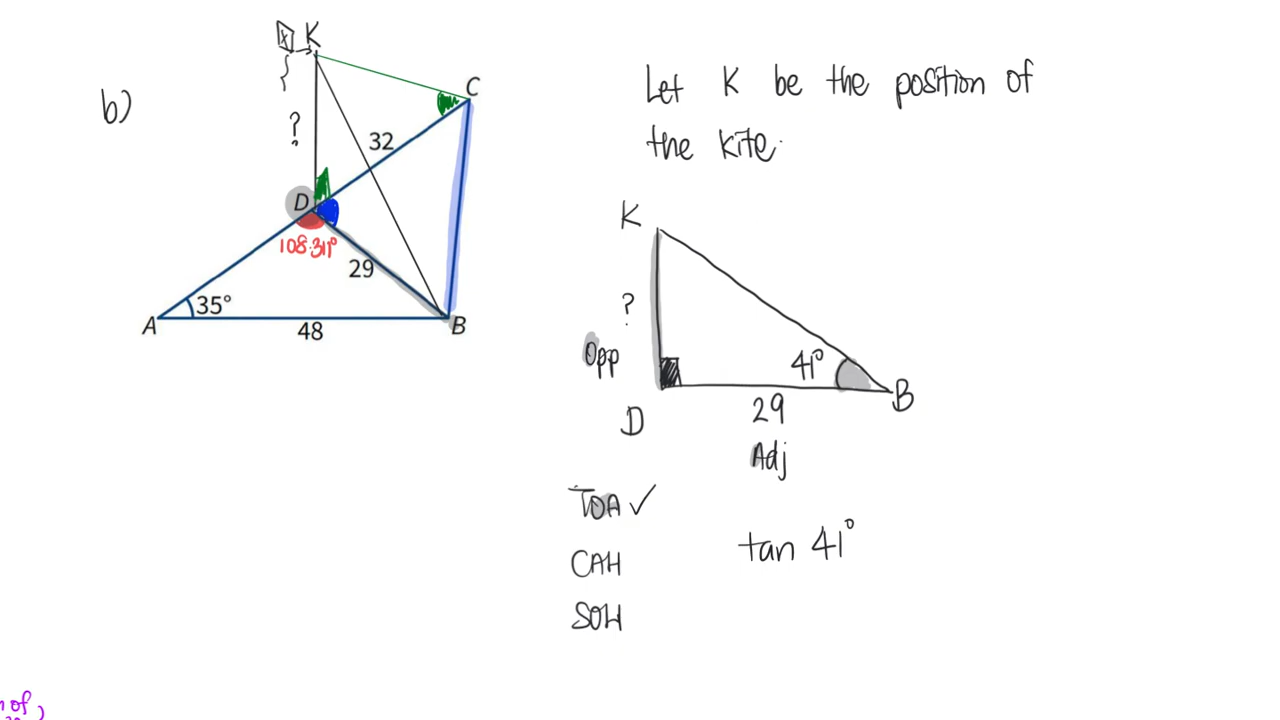 b)
K
?
32
C
D
108.31°
29
35°
A
48
B
Let K be the position of
the kite.
K
?
Opp
41°
D
29
B
Adj
TOA ✓
CAH
SOH
tan 41°
of